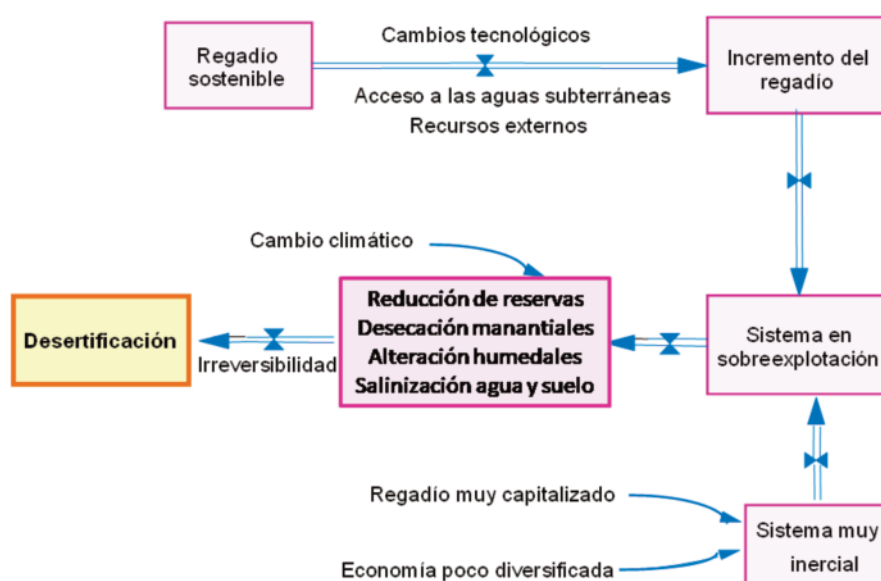 Regadío
sostenible
Cambios tecnológicos
Acceso a las aguas subterráneas
Recursos externos
Incremento del
regadío
Cambio climático
Reducción de reservas
Desecación manantiales
Alteración humedales
Salinización agua y suelo
Desertificación
Irreversibilidad
Sistema en
sobreexplotación
Regadío muy capitalizado
Economía poco diversificada
Sistema muy
inercial